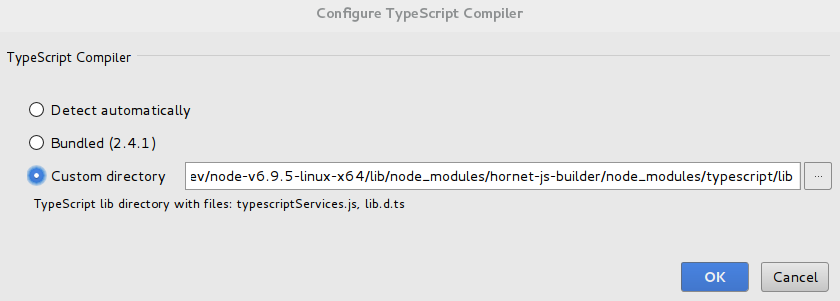 Configure TypeScript Compiler
TypeScript Compiler
Detect automatically
Bundled (2.4.1)
Custom directory ev/node-v6.9.5-linux-x64/lib/node_modules/hornet-js-builder/node_modules/typescript/lib ...
TypeScript lib directory with files: typescriptServices.js, lib.d.ts
OK Cancel